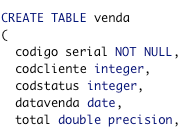 CREATE TABLE venda
(
codigo serial NOT NULL,
codcliente integer,
codstatus integer,
datavenda date,
total double precision,